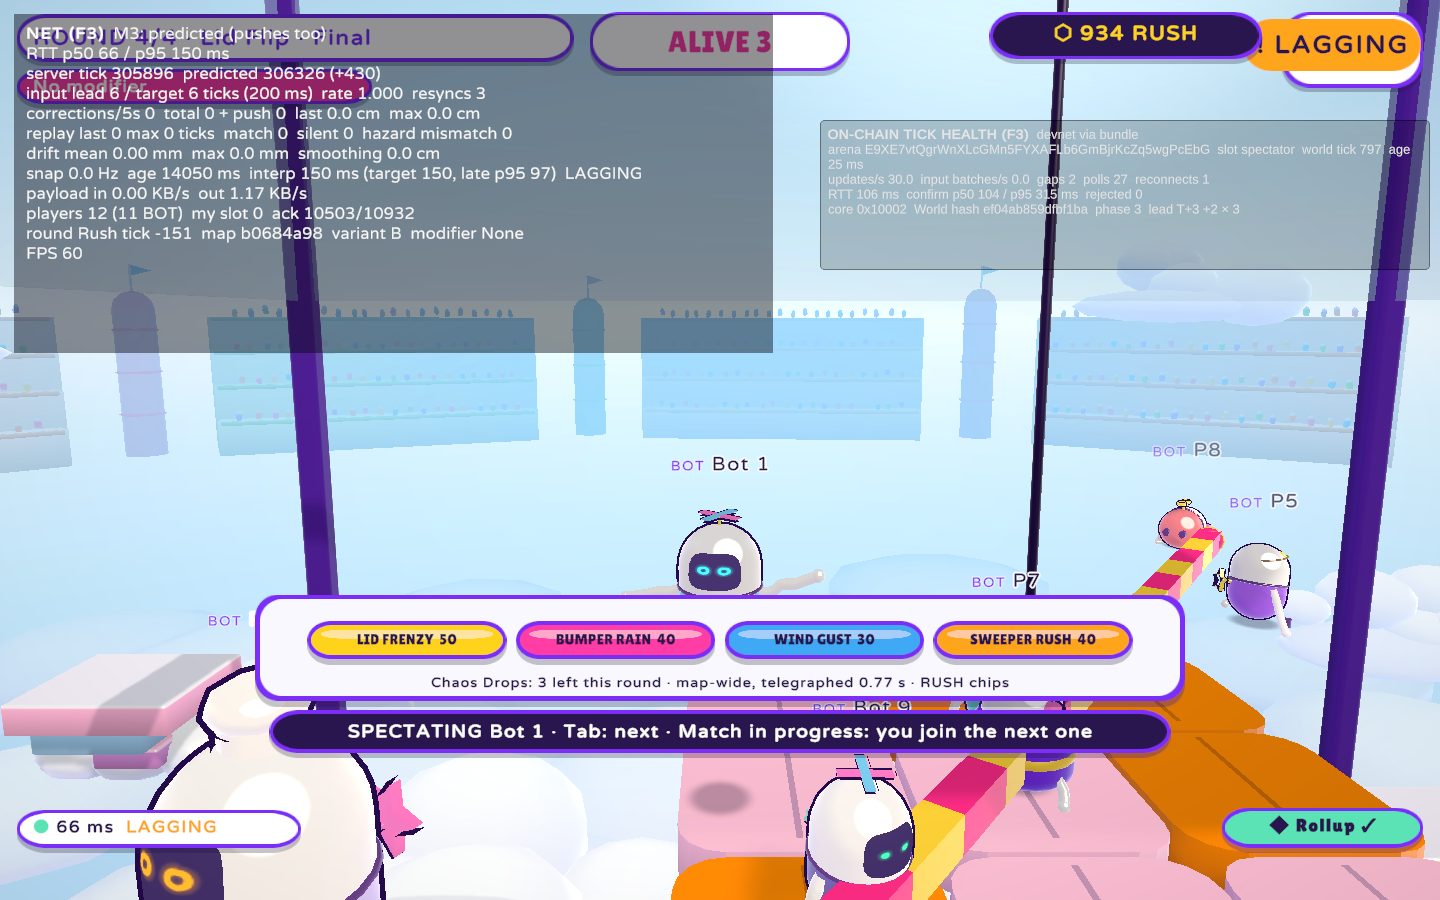 NET (F3) M3: predicted (pushes too)
ROUND 4/4 · Lid Flip · Final
RTT p50 66 / p95 150 ms
server tick 305896 predicted 306326 (+430)
No modifier
input lead 6 / target 6 ticks (200 ms) rate 1.000 resyncs 3
corrections/5s 0 total 0 + push 0 last 0.0 cm max 0.0 cm
replay last 0 max 0 ticks match 0 silent 0 hazard mismatch 0
drift mean 0.00 mm max 0.0 mm smoothing 0.0 cm
snap 0.0 Hz age 14050 ms interp 150 ms (target 150, late p95 97) LAGGING
payload in 0.00 KB/s out 1.17 KB/s
players 12 (11 BOT) my slot 0 ack 10503/10932
round Rush tick -151 map b0684a98 variant B modifier None
FPS 60
ALIVE 3
934 RUSH
! LAGGING
ON-CHAIN TICK HEALTH (F3) devnet via bundle
arena E9XE7vtQgrWnXLcGMn5FYXAFLb6GmBjrKcZq5wgPcEbG slot spectator world tick 797 age
25 ms
updates/s 30.0 input batches/s 0.0 gaps 2 polls 27 reconnects 1
RTT 106 ms confirm p50 104 / p95 315 ms rejected 0
core 0x10002 World hash ef04ab859dfbf1ba phase 3 lead T+3 +2 × 3
BOT Bot 1
BOT P8
BOT P5
BOT P7
BOT
LID FRENZY 50
BUMPER RAIN 40
WIND GUST 30
SWEEPER RUSH 40
Chaos Drops: 3 left this round · map-wide, telegraphed 0.77 s · RUSH chips
BOT Bot 9
SPECTATING Bot 1 · Tab: next · Match in progress: you join the next one
66 ms LAGGING
◆ Rollup ✓